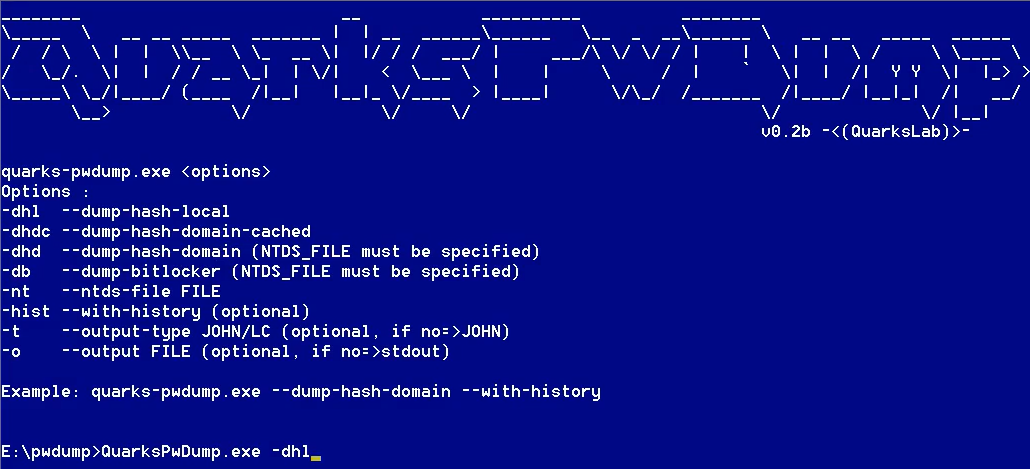 QuarksPwDump
v0.2b -<(QuarksLab)>-
quarks-pwdump.exe <options>
Options :
-dhl  --dump-hash-local
-dhdc --dump-hash-domain-cached
-dhd  --dump-hash-domain (NTDS_FILE must be specified)
-db   --dump-bitlocker (NTDS_FILE must be specified)
-nt   --ntds-file FILE
-hist --with-history (optional)
-t    --output-type JOHN/LC (optional, if no=>JOHN)
-o    --output FILE (optional, if no=>stdout)
Example: quarks-pwdump.exe --dump-hash-domain --with-history
E:\pwdump>QuarksPwDump.exe -dhl_